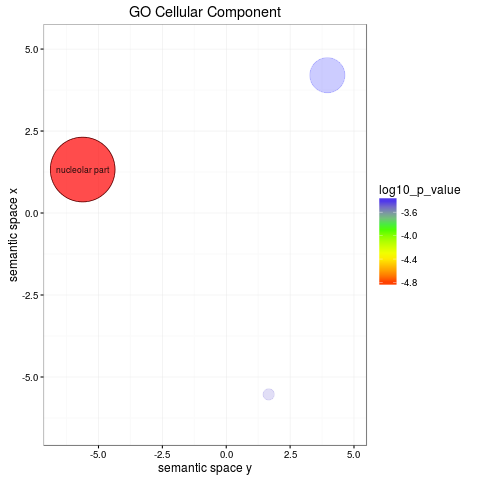 GO Cellular Component
5.0
2.5
0.0
-2.5
-5.0
semantic space x
nucleolar part
-5.0 -2.5 0.0 2.5 5.0
semantic space y
log10_p_value
-3.6
-4.0
-4.4
-4.8